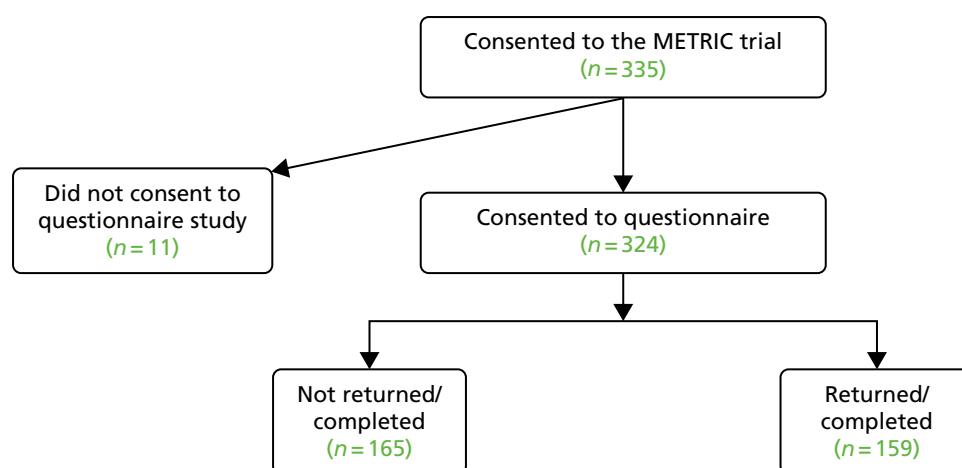 Consented to the METRIC trial
(n=335)
Did not consent to
questionnaire study
(n=11)
Consented to questionnaire
(n=324)
Not returned/
completed
(n=165)
Returned/
completed
(n=159)